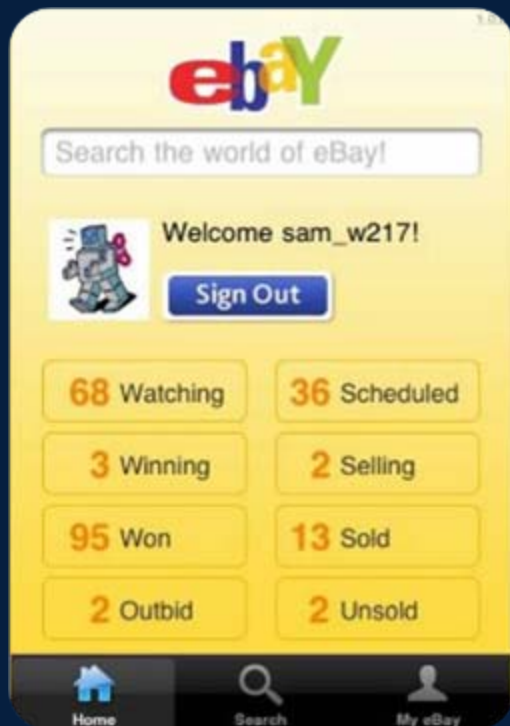 ebaY
Search the world of eBay!
Welcome sam_w217!
Sign Out
68 Watching
36 Scheduled
3 Winning
2 Selling
95 Won
13 Sold
2 Outbid
2 Unsold
Home
Search
My eBay